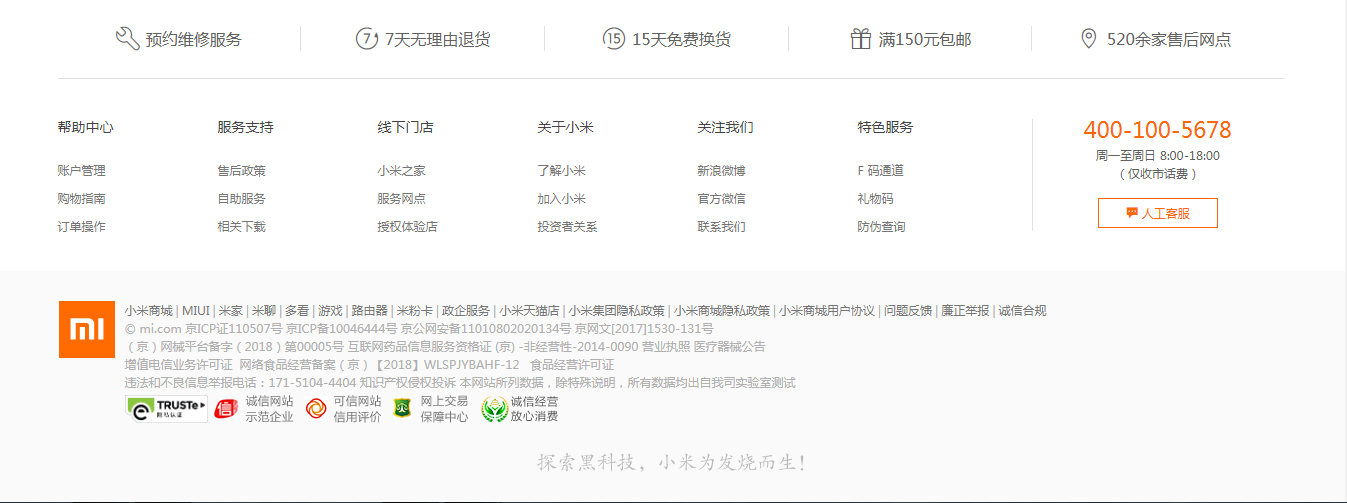 预约维修服务
7 7天无理由退货
15 15天免费换货
满150元包邮
520余家售后网点
帮助中心
账户管理
购物指南
订单操作
服务支持
售后政策
自助服务
相关下载
线下门店
小米之家
服务网点
授权体验店
关于小米
了解小米
加入小米
投资者关系
关注我们
新浪微博
官方微信
联系我们
特色服务
F 码通道
礼物码
防伪查询
400-100-5678
周一至周日 8:00-18:00
（仅收市话费）
人工客服
MI
小米商城 | MIUI | 米家 | 米聊 | 多看 | 游戏 | 路由器 | 米粉卡 | 政企服务 | 小米天猫店 | 小米集团隐私政策 | 小米商城隐私政策 | 小米商城用户协议 | 问题反馈 | 廉正举报 | 诚信合规
© mi.com 京ICP证110507号 京ICP备10046444号 京公网安备11010802020134号 京网文[2017]1530-131号
（京）网械平台备字（2018）第00005号 互联网药品信息服务资格证 (京) -非经营性-2014-0090 营业执照 医疗器械公告
增值电信业务许可证 网络食品经营备案（京）【2018】WLSPJYBAHF-12 食品经营许可证
违法和不良信息举报电话：171-5104-4404 知识产权侵权投诉 本网站所列数据，除特殊说明，所有数据均出自我司实验室测试
TRUSTe
隐私认证
信
诚信网站
示范企业
可信网站
信用评价
网上交易
保障中心
诚信经营
放心消费
探索黑科技，小米为发烧而生！